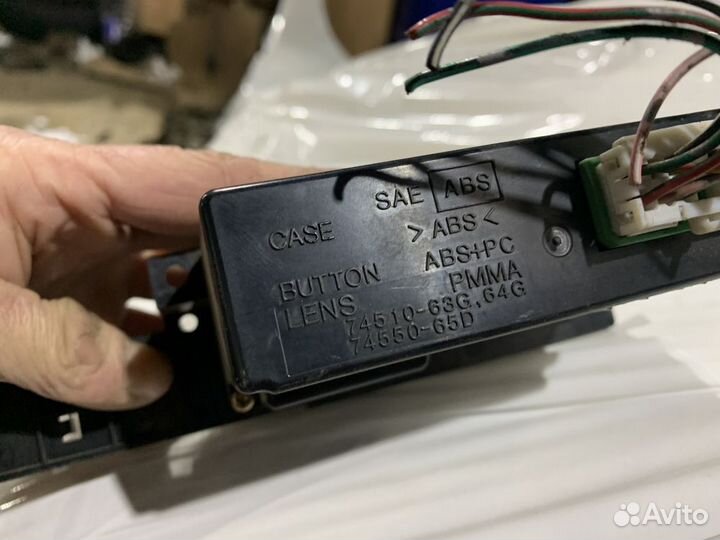 SAE ABS
CASE >ABS<
BUTTON ABS+PC
LENS PMMA
74510-63G,64G
74550-65D
Avito